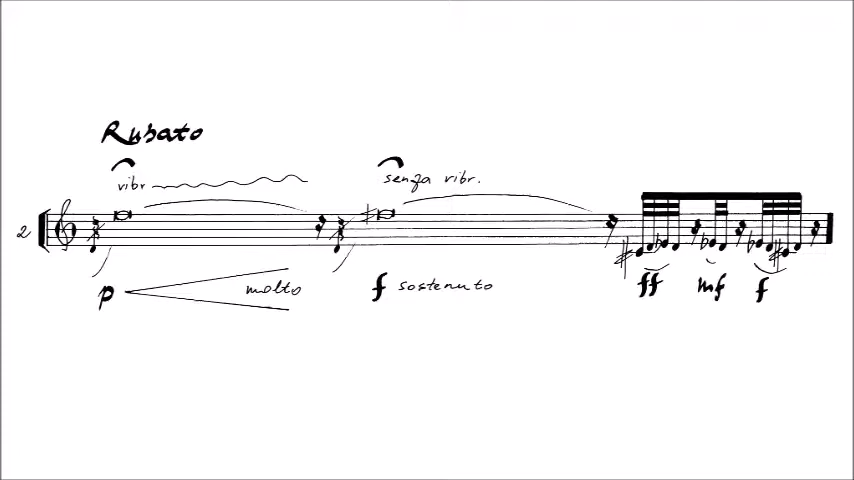 Rubato
vibr
senza vibr.
2
p molto f sostenuto ff mf f